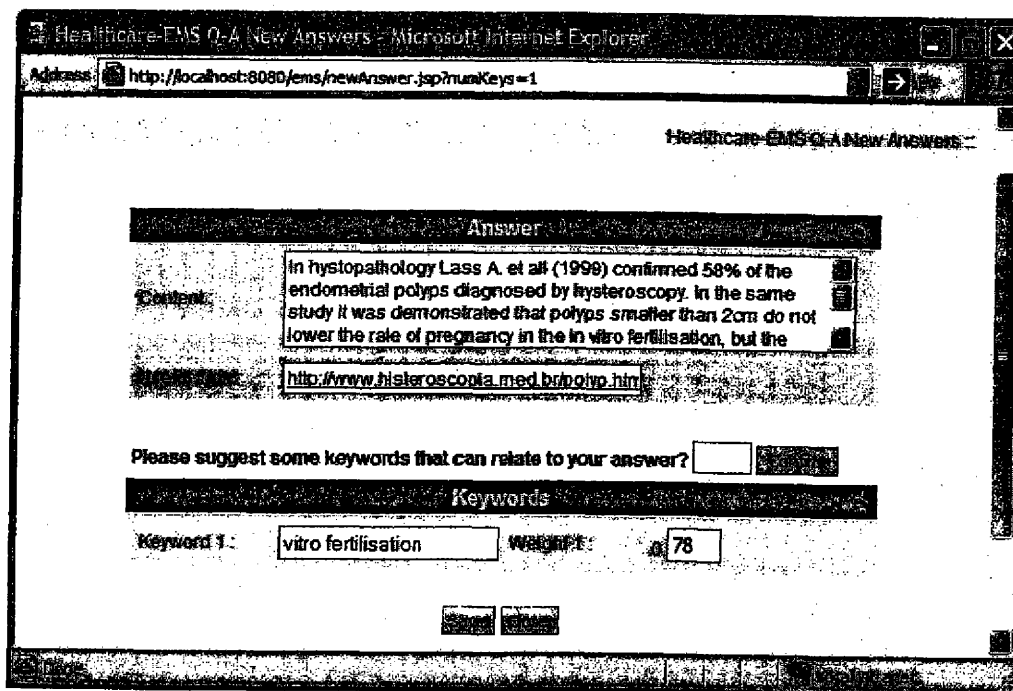 Healthcare-EMS Q-A New Answers - Microsoft Internet Explorer
Address http://localhost:8080/ems/newAnswer.jsp?numKeys=1
Healthcare-EMS Q-A New Answers ::
Answer
Content :
In hystopathology Lass A. et alli (1999) confirmed 58% of the
endometrial polyps diagnosed by hysteroscopy. In the same
study it was demonstrated that polyps smaller than 2cm do not
lower the rate of pregnancy in the in vitro fertilisation, but the
http://www.histeroscopia.med.br/polyp.htm
Please suggest some keywords that can relate to your answer?
Keywords
Keyword 1 : vitro fertilisation Weight 1 : 0. 78